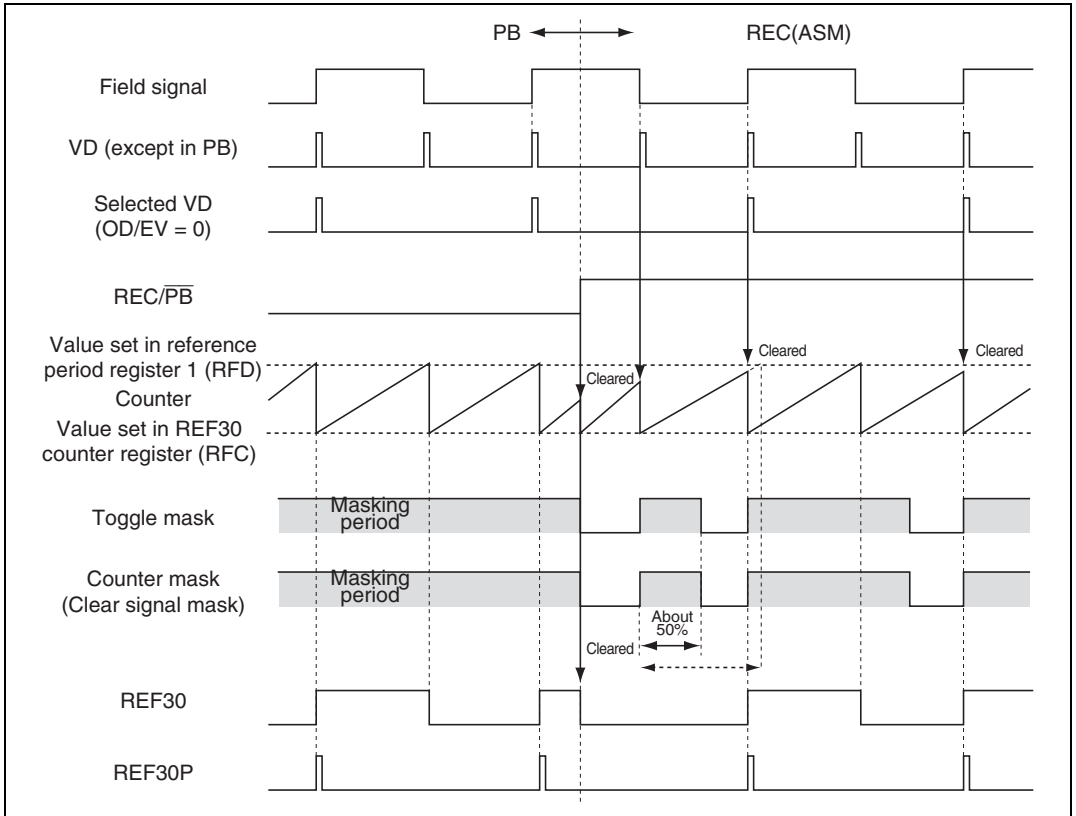 PB REC(ASM)
Field signal
VD (except in PB)
Selected VD
(OD/EV = 0)
REC/PB
Value set in reference
period register 1 (RFD)
Cleared
Cleared
Cleared
Counter
Value set in REF30
counter register (RFC)
Toggle mask
Masking
period
Counter mask
(Clear signal mask)
Masking
period
About
50%
Cleared
REF30
REF30P